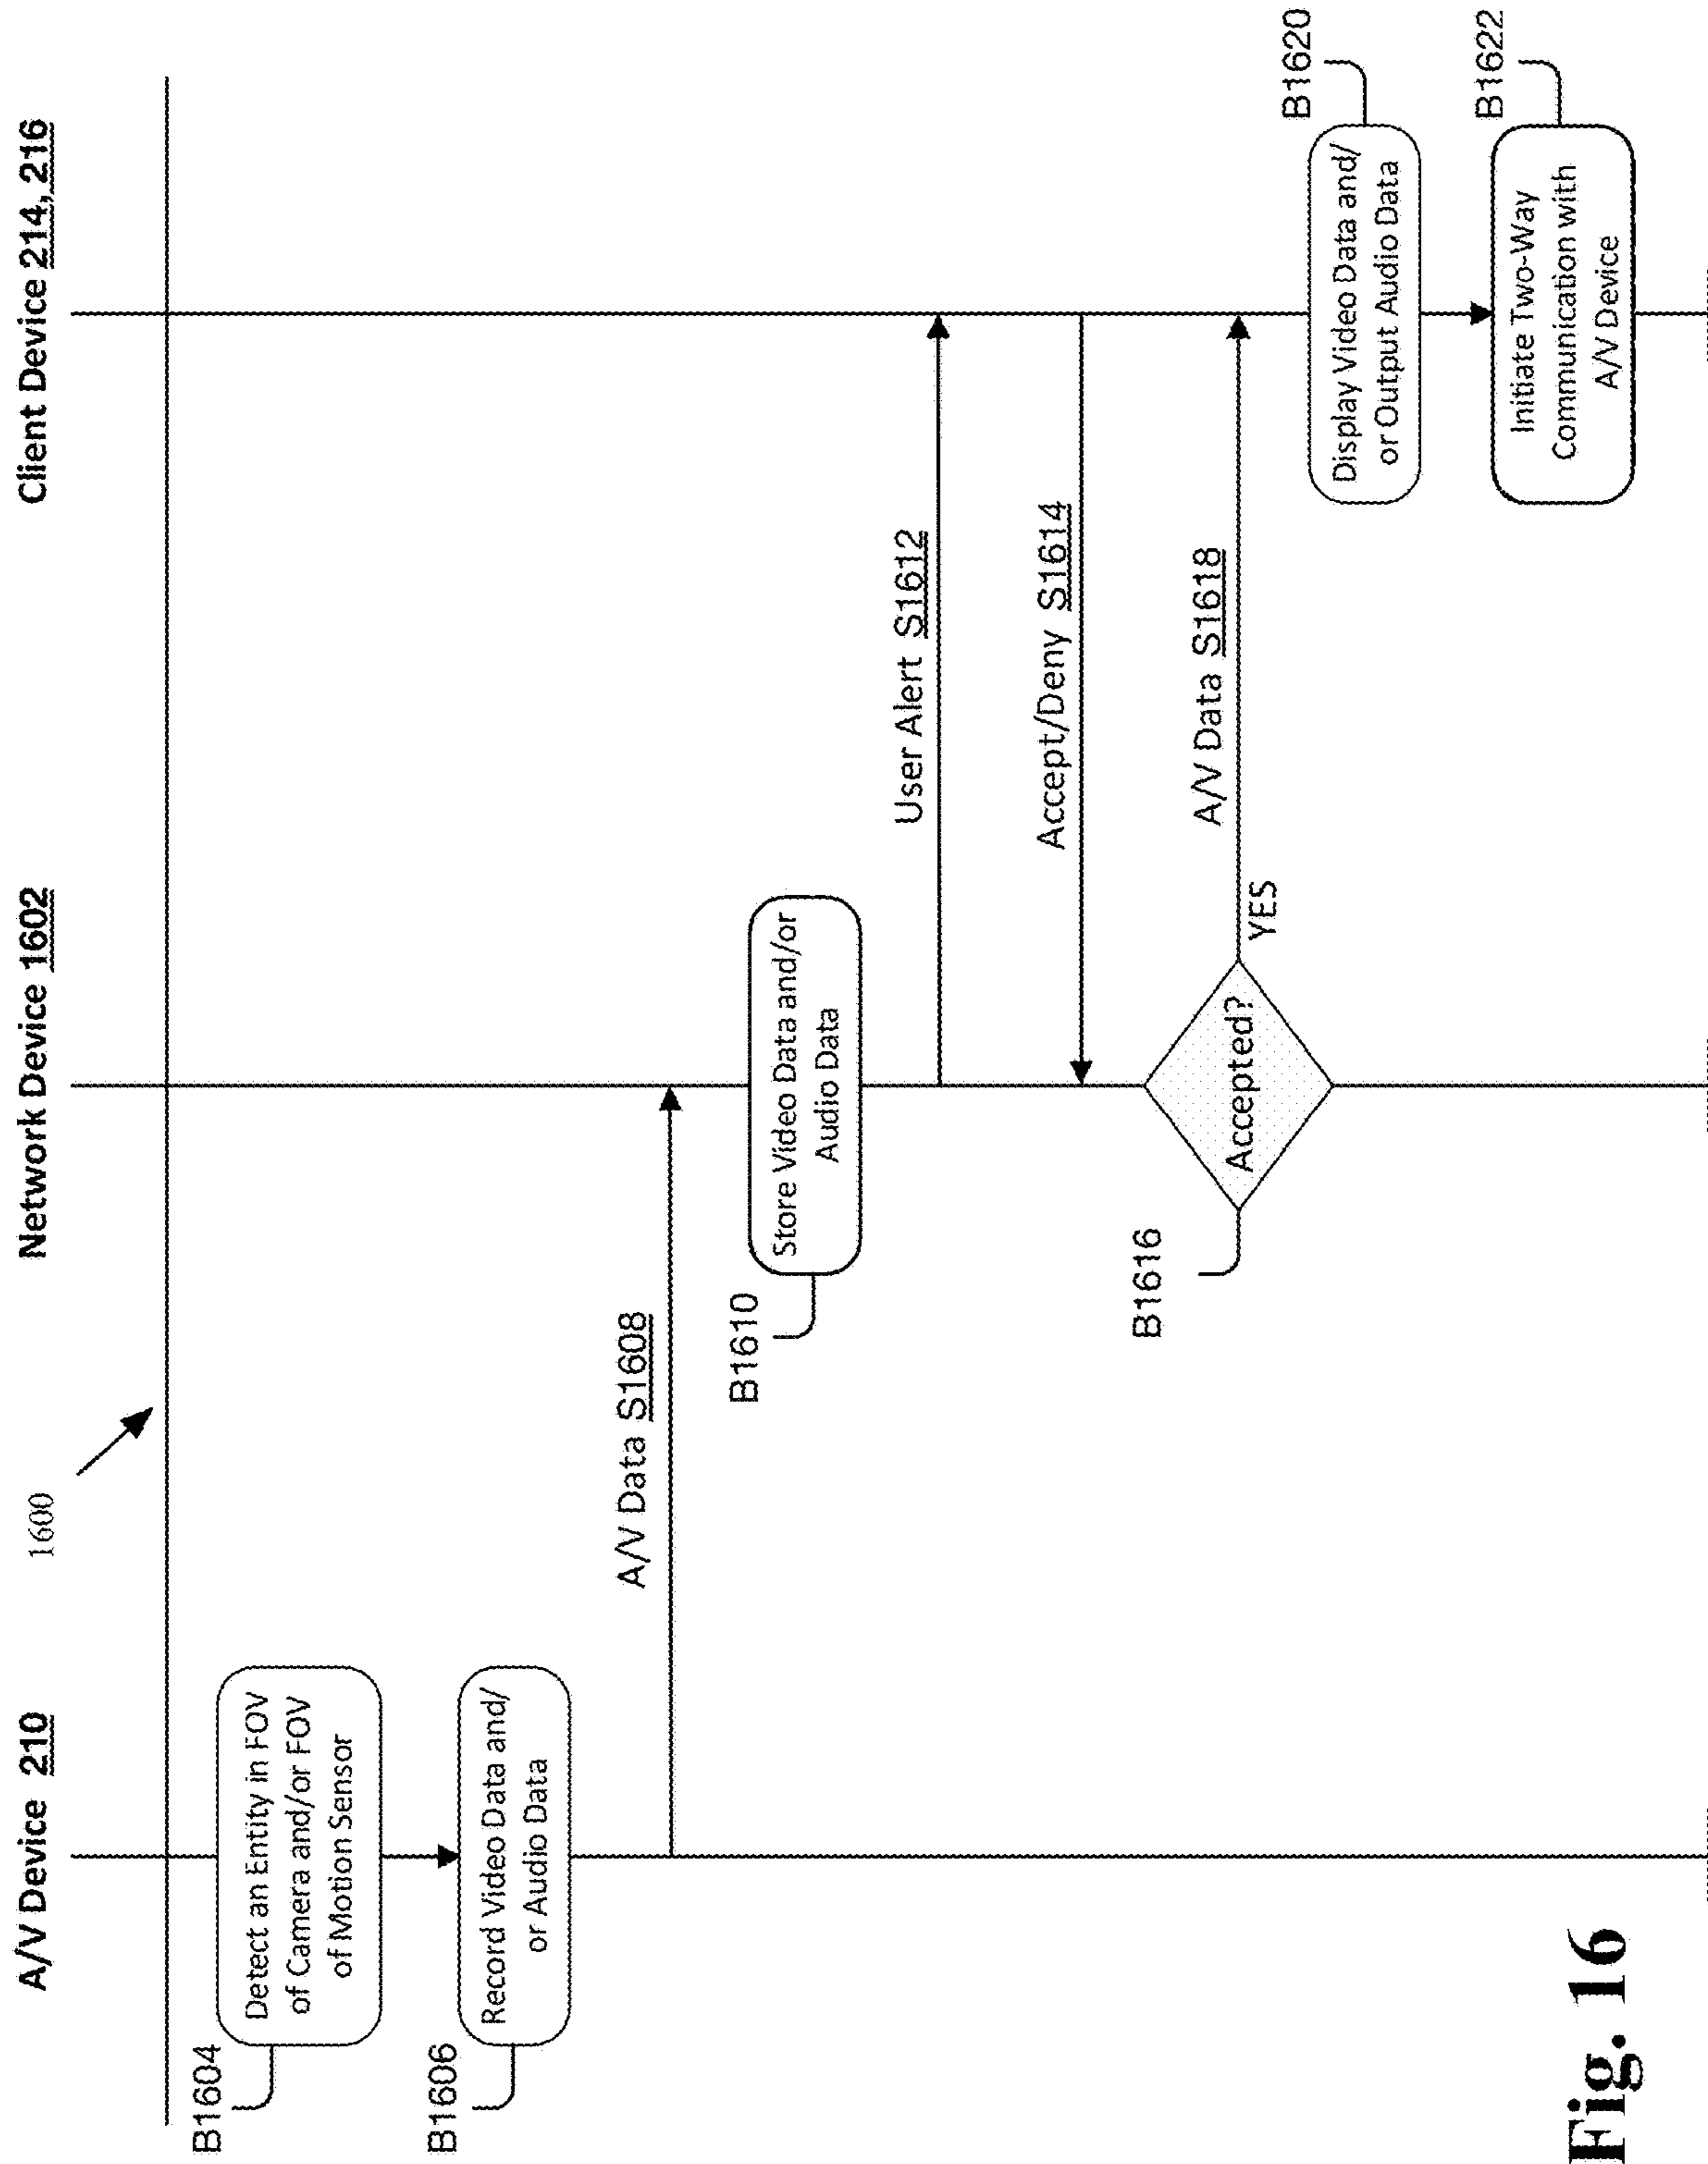 1600
A/V Device 210
Network Device 1602
Client Device 214, 216
B1604
Detect an Entity in FOV
of Camera and/or FOV
of Motion Sensor
B1606
Record Video Data and/
or Audio Data
A/V Data S1608
B1610
Store Video Data and/or
Audio Data
User Alert S1612
Accept/Deny S1614
B1616
Accepted?
YES
A/V Data S1618
B1620
Display Video Data and/
or Output Audio Data
B1622
Initiate Two-Way
Communication with
A/V Device
Fig. 16